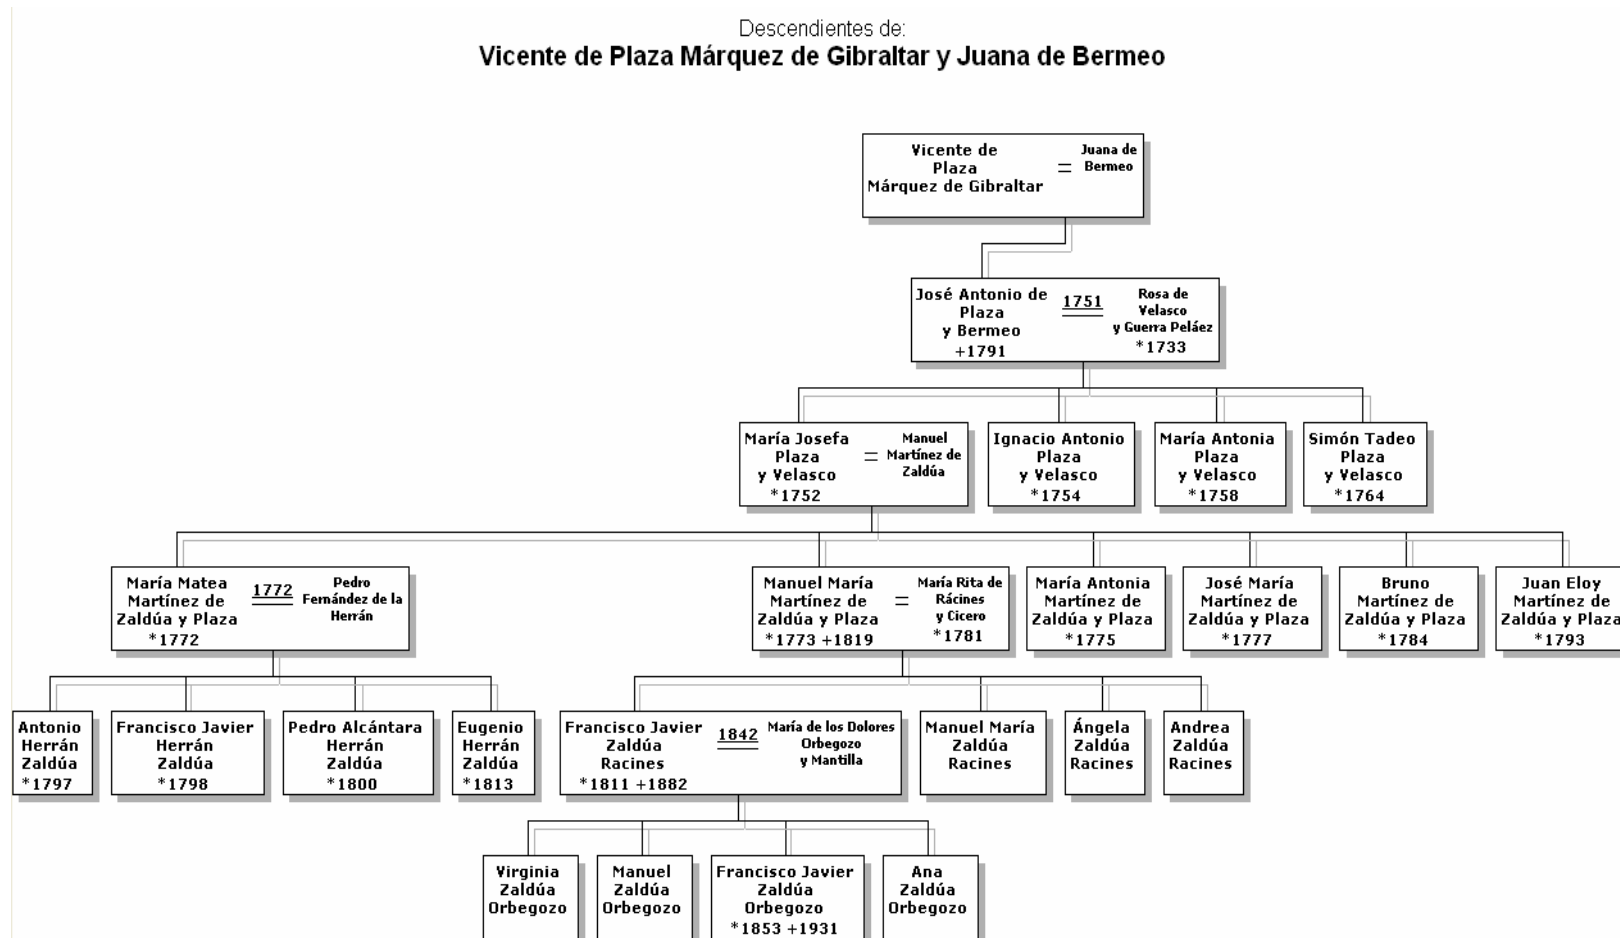 Descendientes de:
Vicente de Plaza Márquez de Gibraltar y Juana de Bermeo
Vicente de
Plaza
Márquez de Gibraltar
=
Juana de
Bermeo
José Antonio de
Plaza
y Bermeo
+1791
1751
Rosa de
Velasco
y Guerra Peláez
*1733
María Josefa
Plaza
y Velasco
*1752
=
Manuel
Martínez de
Zaldúa
Ignacio Antonio
Plaza
y Velasco
*1754
María Antonia
Plaza
y Velasco
*1758
Simón Tadeo
Plaza
y Velasco
*1764
María Matea
Martínez de
Zaldúa y Plaza
*1772
1772
Pedro
Fernández de la
Herrán
Manuel María
Martínez de
Zaldúa y Plaza
*1773 +1819
=
María Rita de
Rácines
y Cicero
*1781
María Antonia
Martínez de
Zaldúa y Plaza
*1775
José María
Martínez de
Zaldúa y Plaza
*1777
Bruno
Martínez de
Zaldúa y Plaza
*1784
Juan Eloy
Martínez de
Zaldúa y Plaza
*1793
Antonio
Herrán
Zaldúa
*1797
Francisco Javier
Herrán
Zaldúa
*1798
Pedro Alcántara
Herrán
Zaldúa
*1800
Eugenio
Herrán
Zaldúa
*1813
Francisco Javier
Zaldúa
Racines
*1811 +1882
1842
María de los Dolores
Orbegozo
y Mantilla
Manuel María
Zaldúa
Racines
Ángela
Zaldúa
Racines
Andrea
Zaldúa
Racines
Virginia
Zaldúa
Orbegozo
Manuel
Zaldúa
Orbegozo
Francisco Javier
Zaldúa
Orbegozo
*1853 +1931
Ana
Zaldúa
Orbegozo